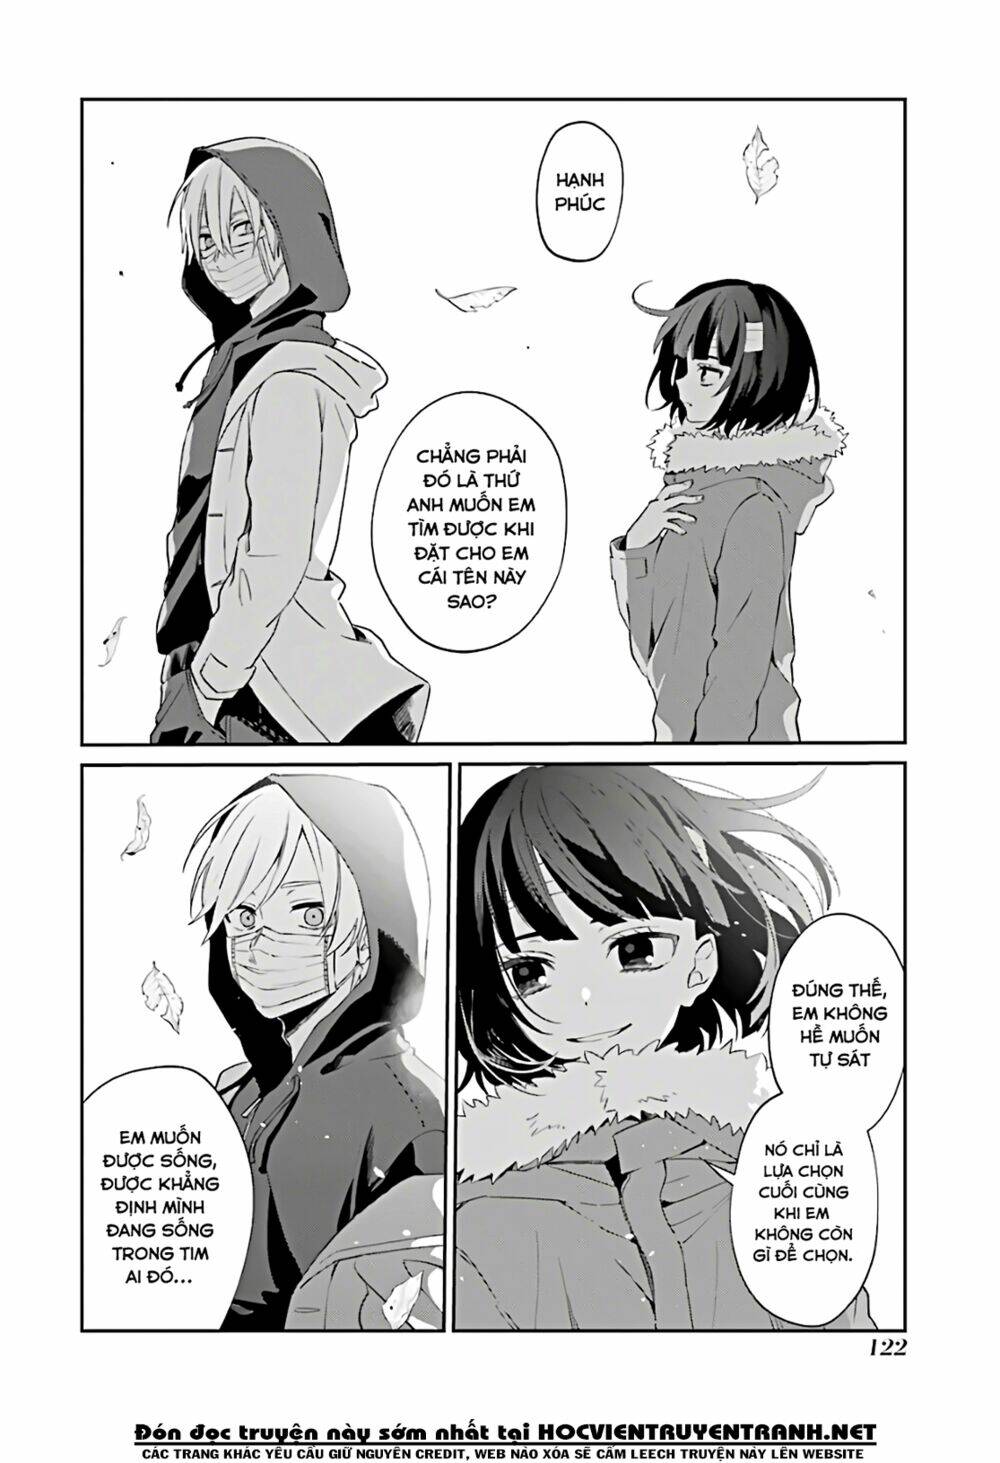 HẠNH
PHÚC
CHẲNG PHẢI
ĐÓ LÀ THỨ
ANH MUỐN EM
TÌM ĐƯỢC KHI
ĐẶT CHO EM
CÁI TÊN NÀY
SAO?
ĐÚNG THẾ,
EM KHÔNG
HỀ MUỐN
TỰ SÁT
NÓ CHỈ LÀ
LỰA CHỌN
CUỐI CÙNG
KHI EM
KHÔNG CÒN
GÌ ĐỂ CHỌN.
EM MUỐN
ĐƯỢC SỐNG,
ĐƯỢC KHẲNG
ĐỊNH MÌNH
ĐANG SỐNG
TRONG TIM
AI ĐÓ...
122
Đón đọc truyện này sớm nhất tại HOCVIENTRUYENTRANH.NET
CÁC TRANG KHÁC YÊU CẦU GIỮ NGUYÊN CREDIT, WEB NÀO XÓA SẼ CẤM LEECH TRUYỆN NÀY LÊN WEBSITE